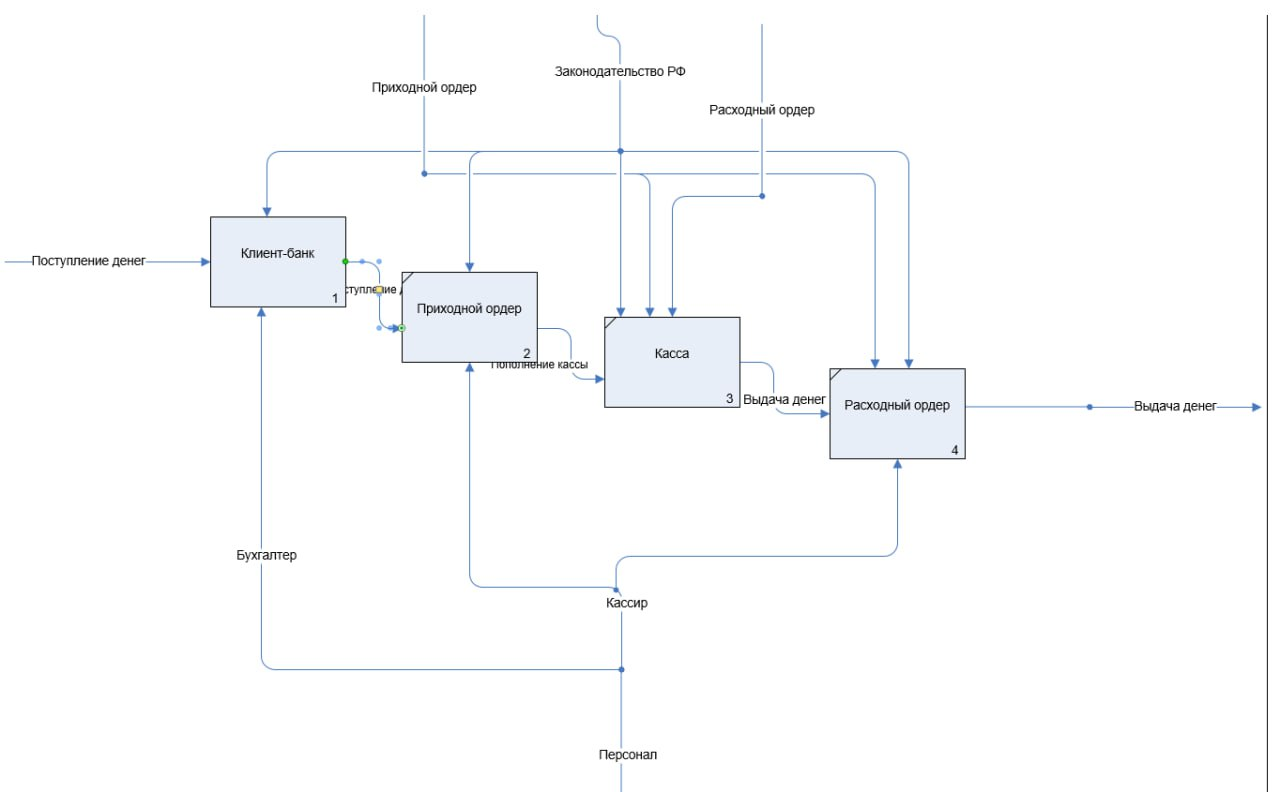 Законодательство РФ
Приходной ордер
Расходный ордер
Поступление денег
Клиент-банк
1
Приходной ордер
2
Пополнение кассы
Касса
3
Выдача денег
Расходный ордер
4
Выдача денег
Бухгалтер
Кассир
Персонал